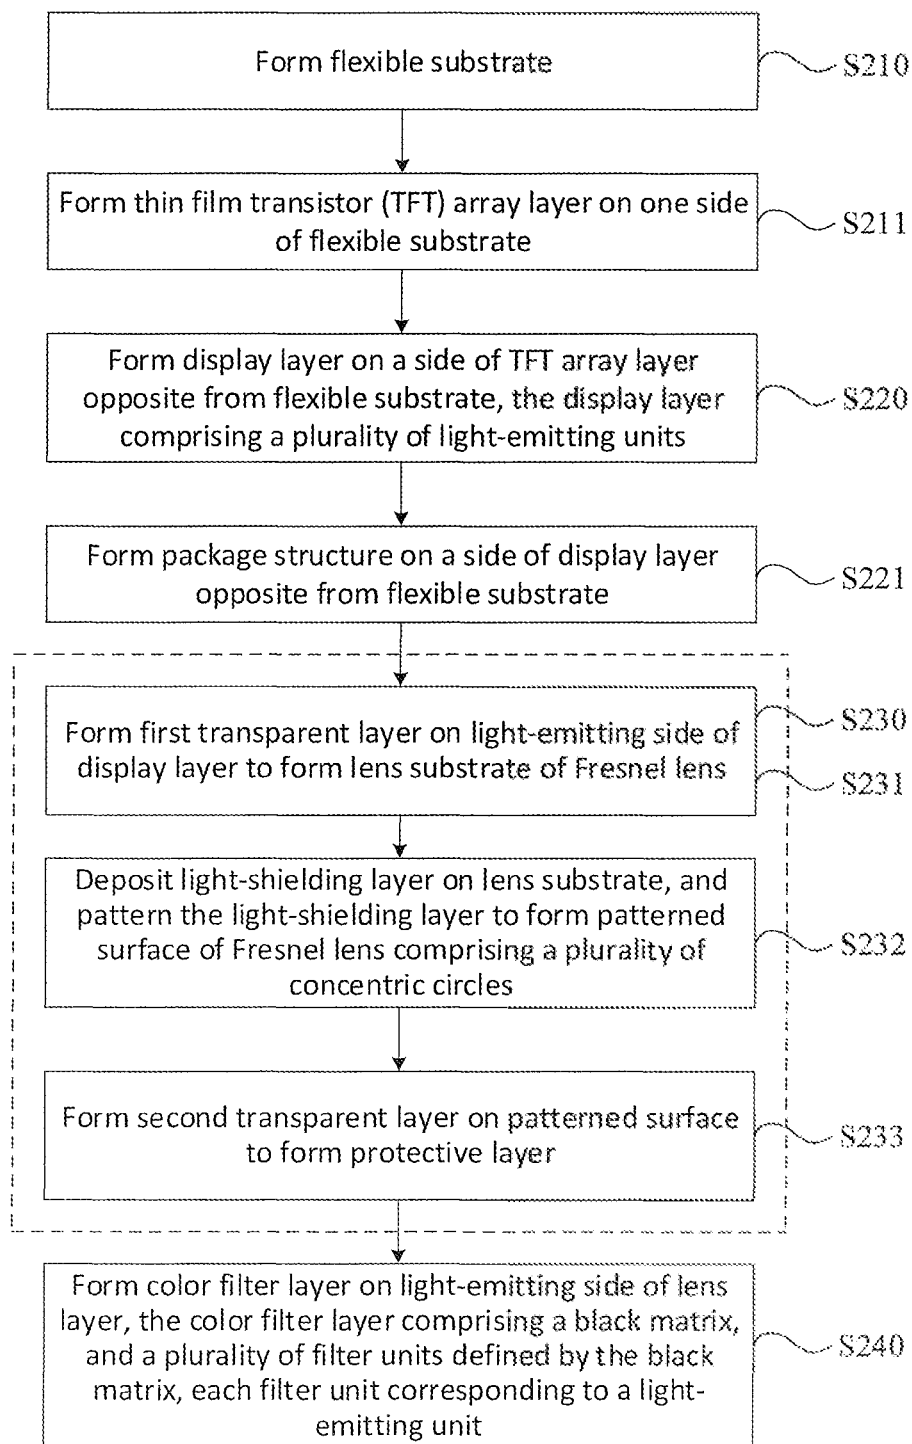 Form flexible substrate
S210
Form thin film transistor (TFT) array layer on one side
of flexible substrate
S211
Form display layer on a side of TFT array layer
opposite from flexible substrate, the display layer
comprising a plurality of light-emitting units
S220
Form package structure on a side of display layer
opposite from flexible substrate
S221
Form first transparent layer on light-emitting side of
display layer to form lens substrate of Fresnel lens
S230
S231
Deposit light-shielding layer on lens substrate, and
pattern the light-shielding layer to form patterned
surface of Fresnel lens comprising a plurality of
concentric circles
S232
Form second transparent layer on patterned surface
to form protective layer
S233
Form color filter layer on light-emitting side of lens
layer, the color filter layer comprising a black matrix,
and a plurality of filter units defined by the black
matrix, each filter unit corresponding to a light-
emitting unit
S240